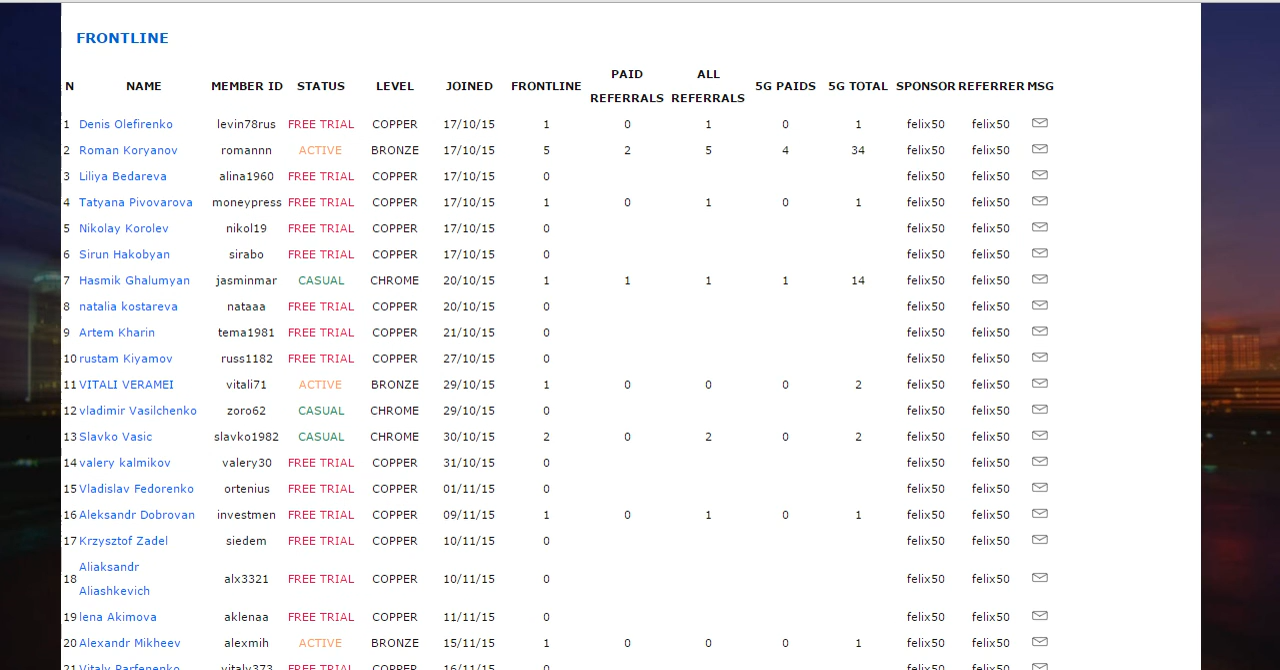 FRONTLINE
N NAME MEMBER ID STATUS LEVEL JOINED FRONTLINE PAID REFERRALS ALL REFERRALS 5G PAIDS 5G TOTAL SPONSOR REFERRER MSG
1 Denis Olefirenko levin78rus FREE TRIAL COPPER 17/10/15 1 0 1 0 1 felix50 felix50
2 Roman Koryanov romannn ACTIVE BRONZE 17/10/15 5 2 5 4 34 felix50 felix50
3 Liliya Bedareva alina1960 FREE TRIAL COPPER 17/10/15 0 felix50 felix50
4 Tatyana Pivovarova moneypress FREE TRIAL COPPER 17/10/15 1 0 1 0 1 felix50 felix50
5 Nikolay Korolev nikol19 FREE TRIAL COPPER 17/10/15 0 felix50 felix50
6 Sirun Hakobyan sirabo FREE TRIAL COPPER 17/10/15 0 felix50 felix50
7 Hasmik Ghalumyan jasminmar CASUAL CHROME 20/10/15 1 1 1 1 14 felix50 felix50
8 natalia kostareva nataaa FREE TRIAL COPPER 20/10/15 0 felix50 felix50
9 Artem Kharin tema1981 FREE TRIAL COPPER 21/10/15 0 felix50 felix50
10 rustam Kiyamov russ1182 FREE TRIAL COPPER 27/10/15 0 felix50 felix50
11 VITALI VERAMEI vitali71 ACTIVE BRONZE 29/10/15 1 0 0 0 2 felix50 felix50
12 vladimir Vasilchenko zoro62 CASUAL CHROME 29/10/15 0 felix50 felix50
13 Slavko Vasic slavko1982 CASUAL CHROME 30/10/15 2 0 2 0 2 felix50 felix50
14 valery kalmikov valery30 FREE TRIAL COPPER 31/10/15 0 felix50 felix50
15 Vladislav Fedorenko ortenius FREE TRIAL COPPER 01/11/15 0 felix50 felix50
16 Aleksandr Dobrovan investmen FREE TRIAL COPPER 09/11/15 1 0 1 0 1 felix50 felix50
17 Krzysztof Zadel siedem FREE TRIAL COPPER 10/11/15 0 felix50 felix50
18 Aliaksandr Aliashkevich alx3321 FREE TRIAL COPPER 10/11/15 0 felix50 felix50
19 lena Akimova aklenaa FREE TRIAL COPPER 11/11/15 0 felix50 felix50
20 Alexandr Mikheev alexmih ACTIVE BRONZE 15/11/15 1 0 0 0 1 felix50 felix50
21 Vitaly Parfenenko vitaly373 FREE TRIAL COPPER 16/11/15 0 felix50 felix50